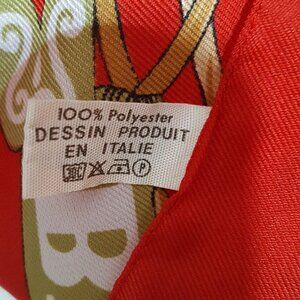 100% Polyester
DESSIN PRODUIT
EN ITALIE
P
B